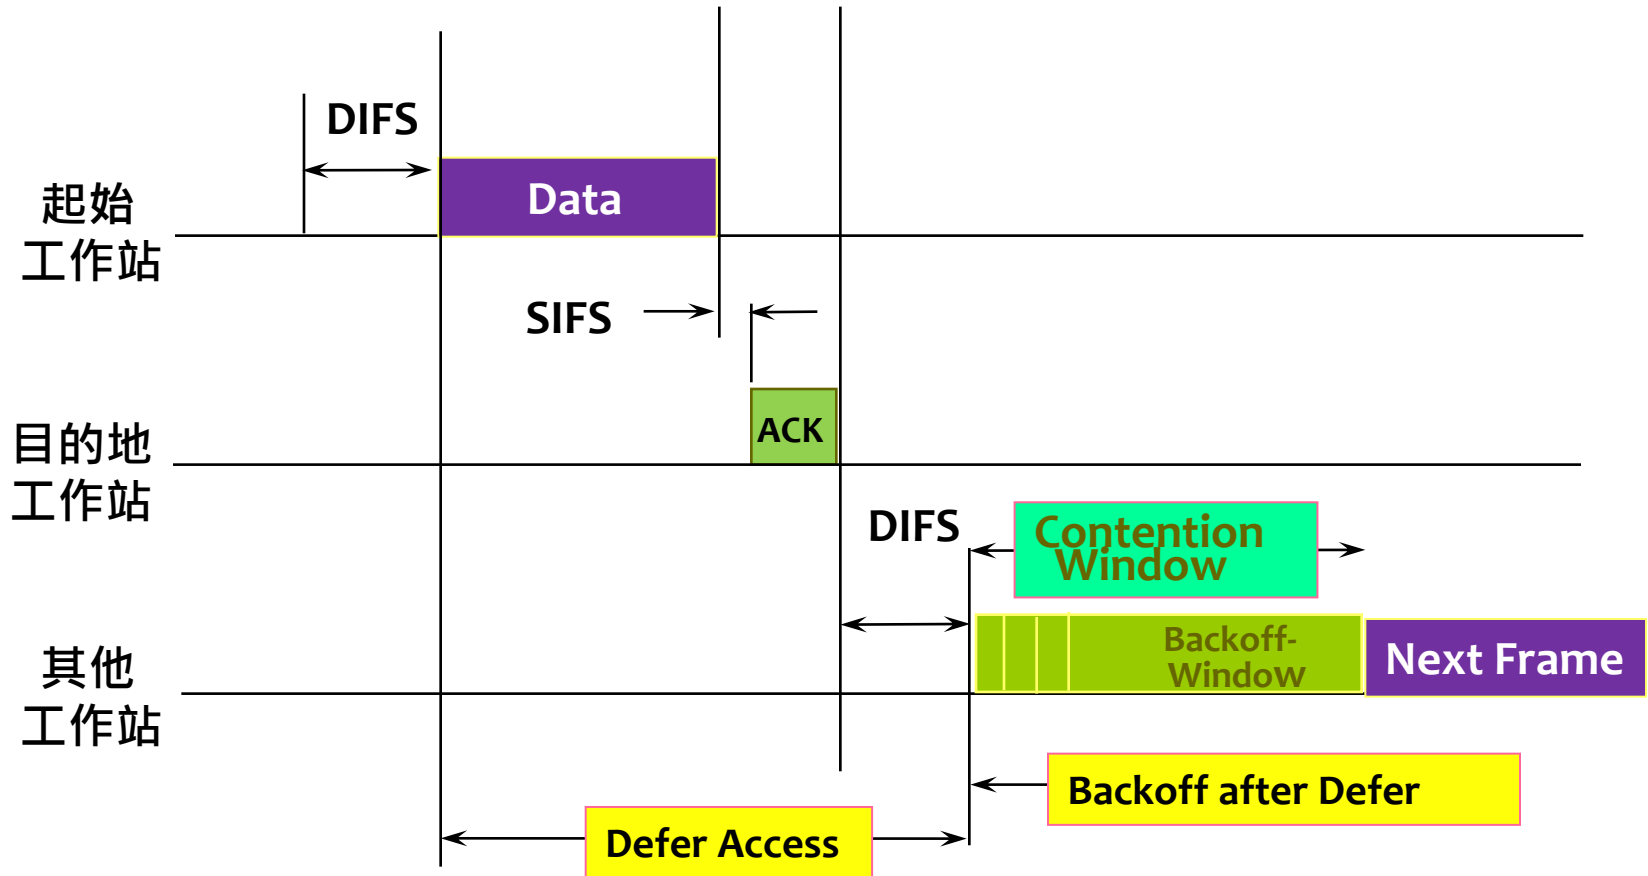 DIFS
起始
工作站
Data
SIFS
目的地
工作站
ACK
DIFS
Contention
Window
其他
工作站
Backoff-
Window
Next Frame
Backoff after Defer
Defer Access